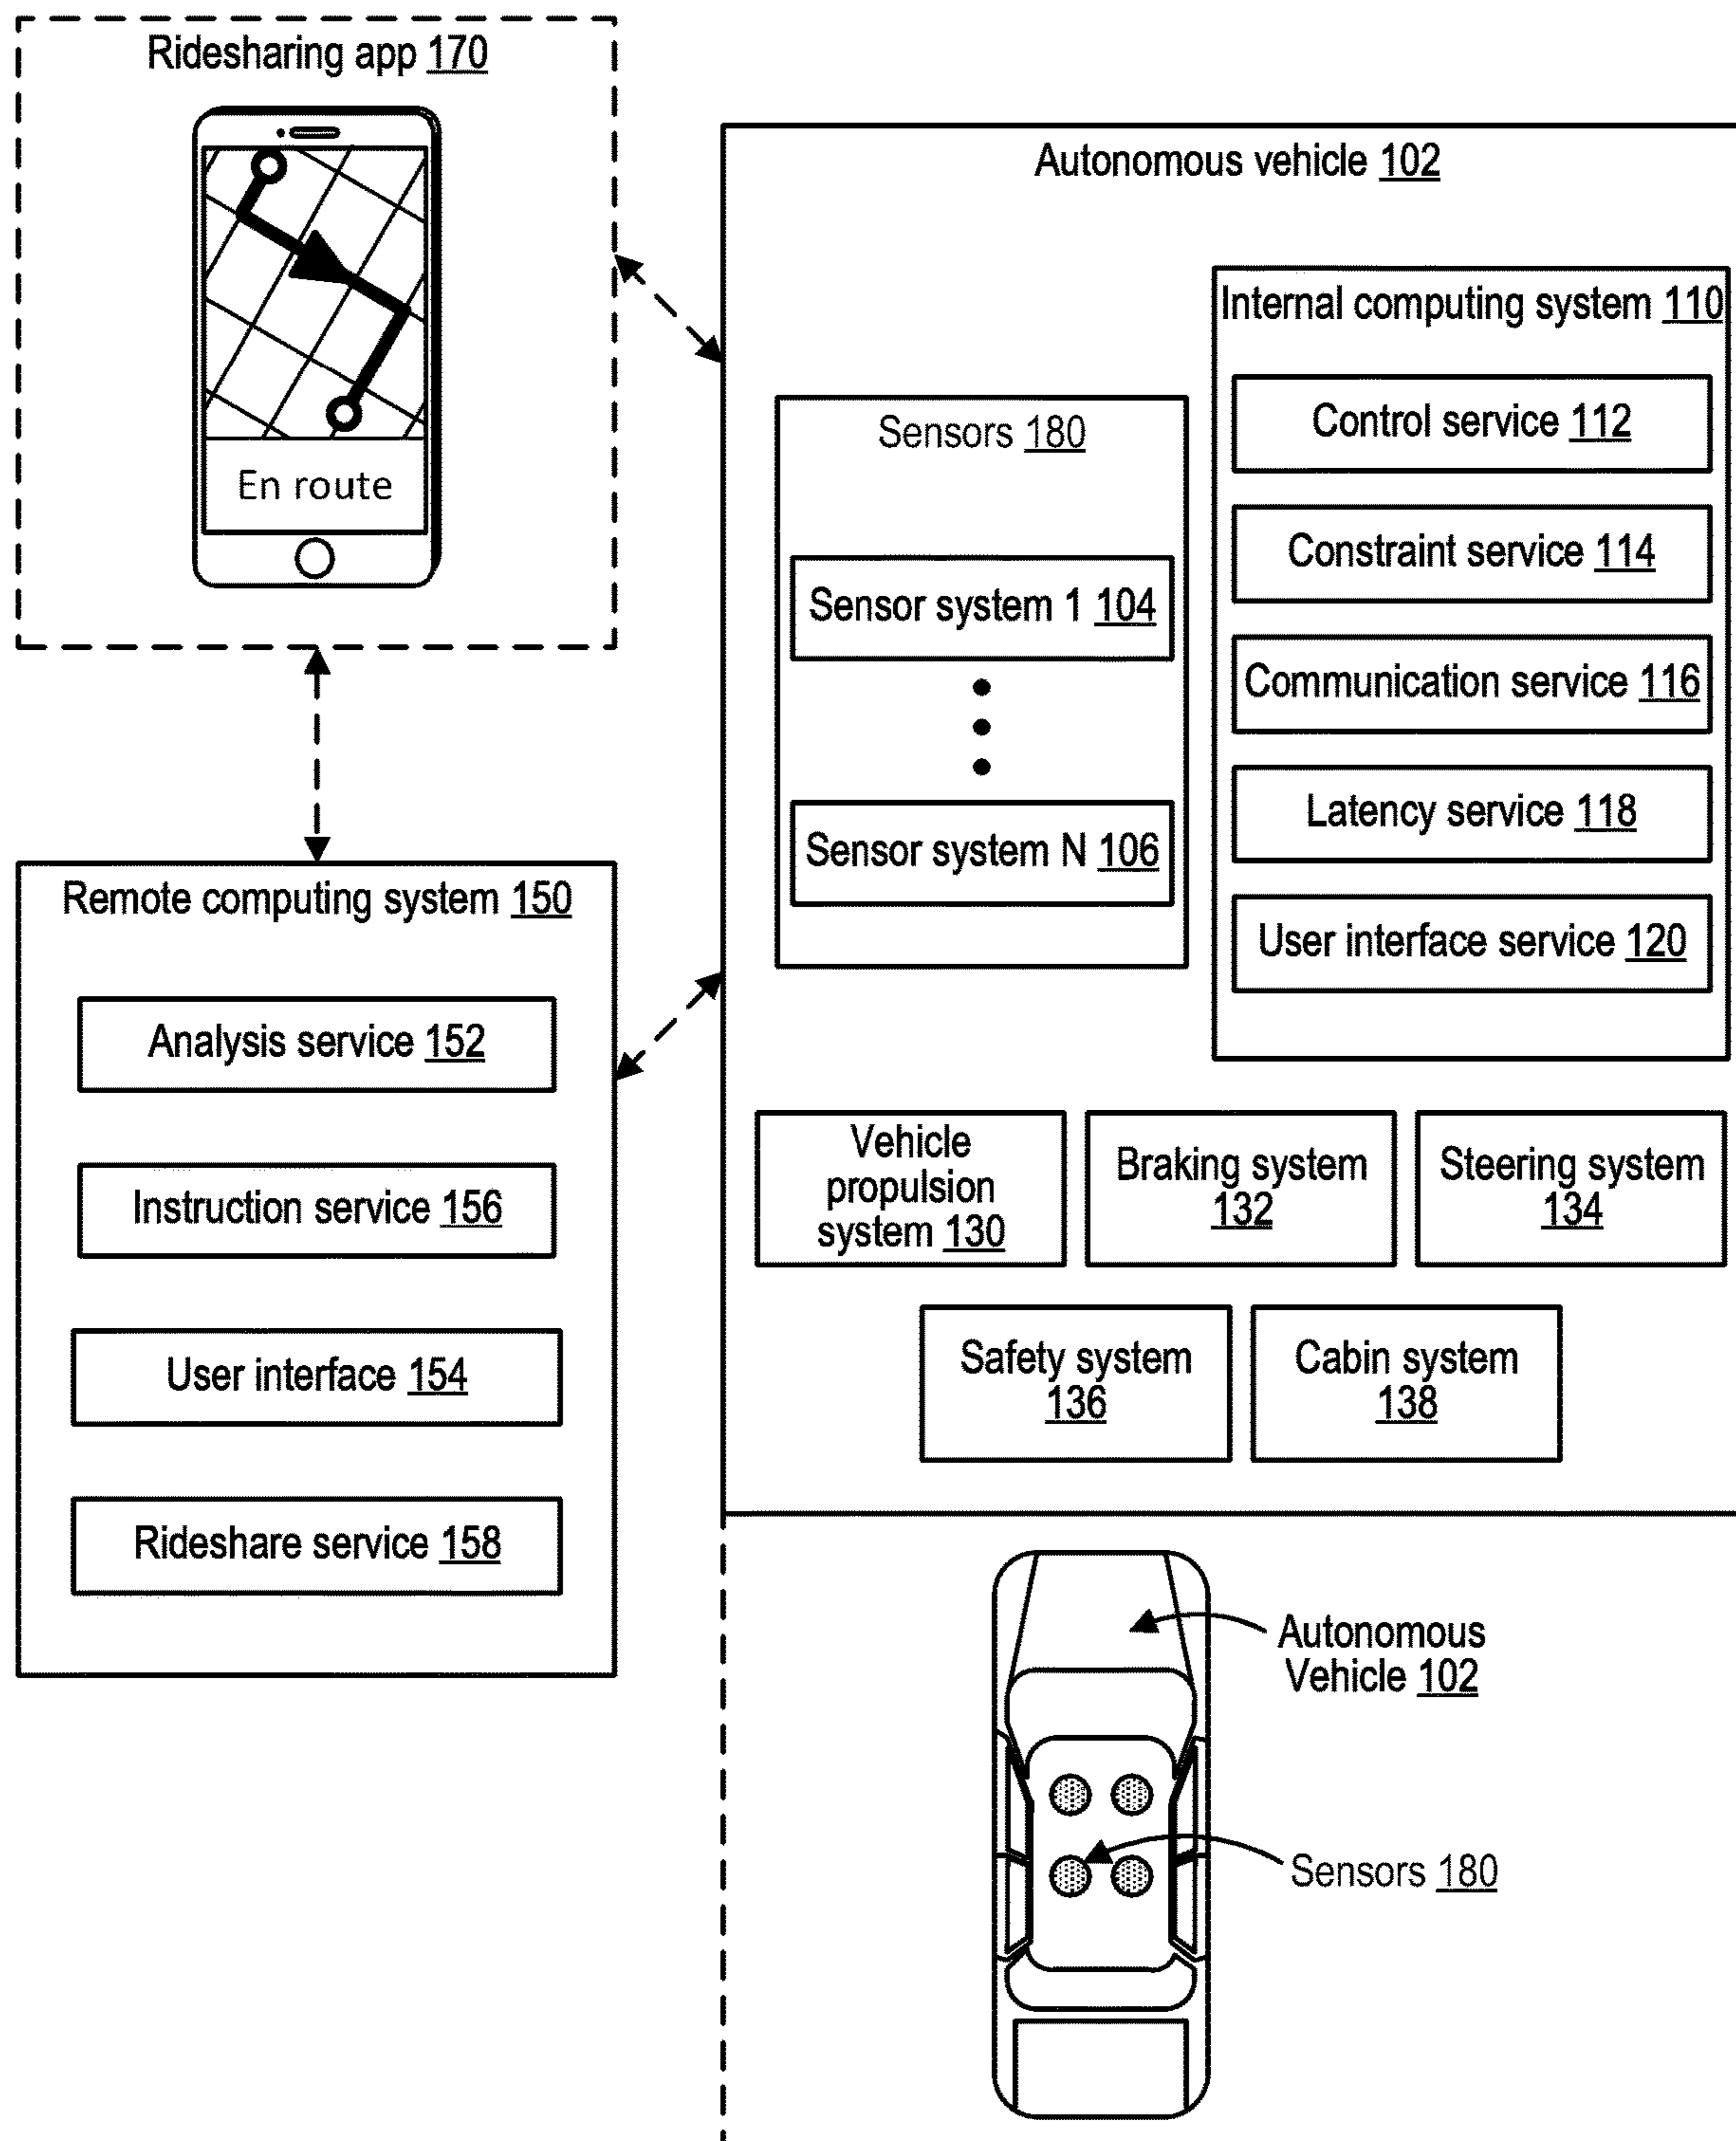 Ridesharing app 170
En route
Autonomous vehicle 102
Internal computing system 110
Control service 112
Constraint service 114
Communication service 116
Latency service 118
User interface service 120
Sensors 180
Sensor system 1 104
Sensor system N 106
Remote computing system 150
Analysis service 152
Instruction service 156
User interface 154
Rideshare service 158
Vehicle
propulsion
system 130
Braking system
132
Steering system
134
Safety system
136
Cabin system
138
Autonomous
Vehicle 102
Sensors 180